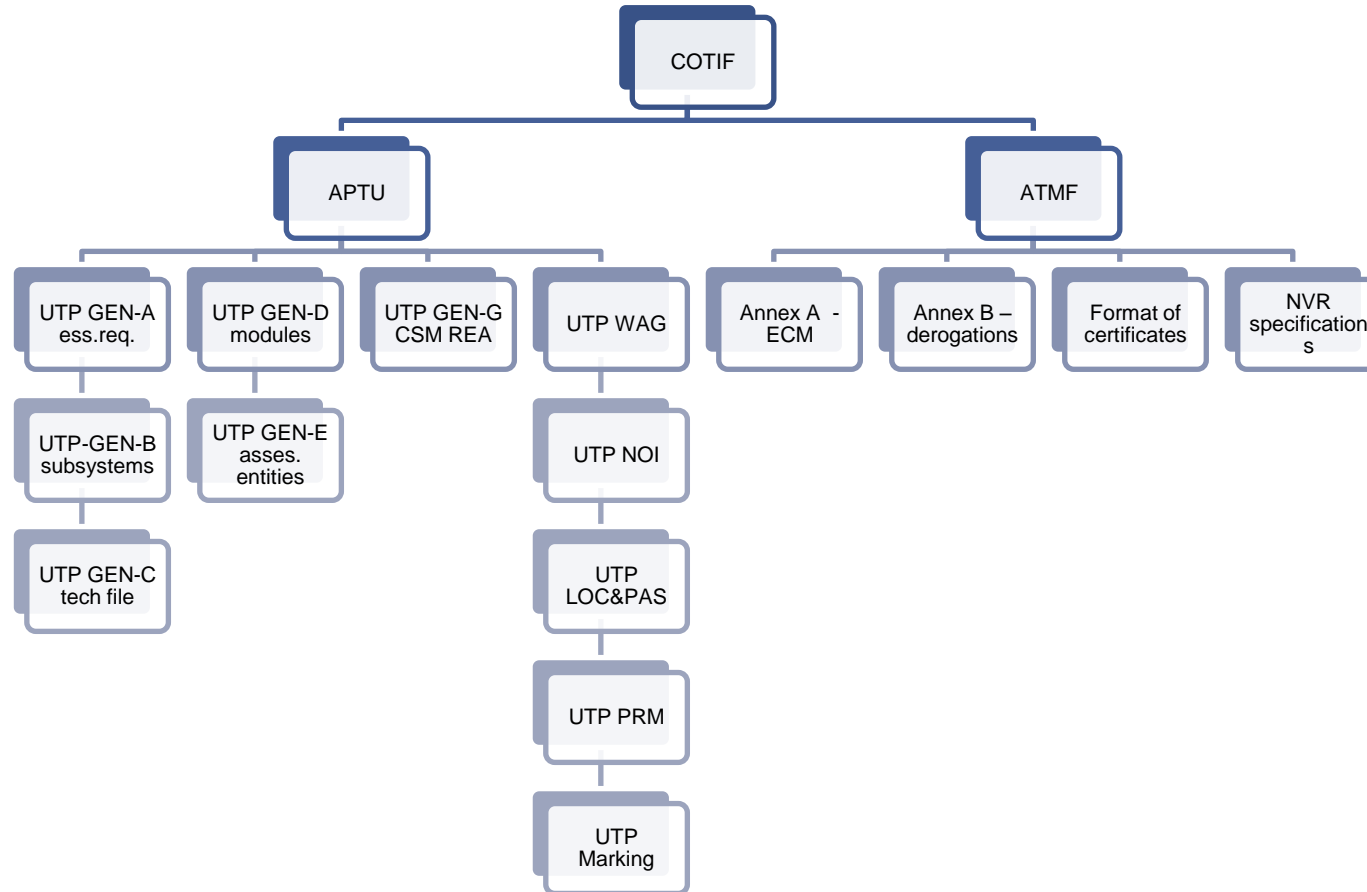 COTIF
APTU
ATMF
UTP GEN-A
ess.req.
UTP GEN-D
modules
UTP GEN-G
CSM REA
UTP WAG
Annex A  -
ECM
Annex B –
derogations
Format of
certificates
NVR
specification
s
UTP-GEN-B
subsystems
UTP GEN-E
asses.
entities
UTP NOI
UTP GEN-C
tech file
UTP
LOC&PAS
UTP PRM
UTP
Marking